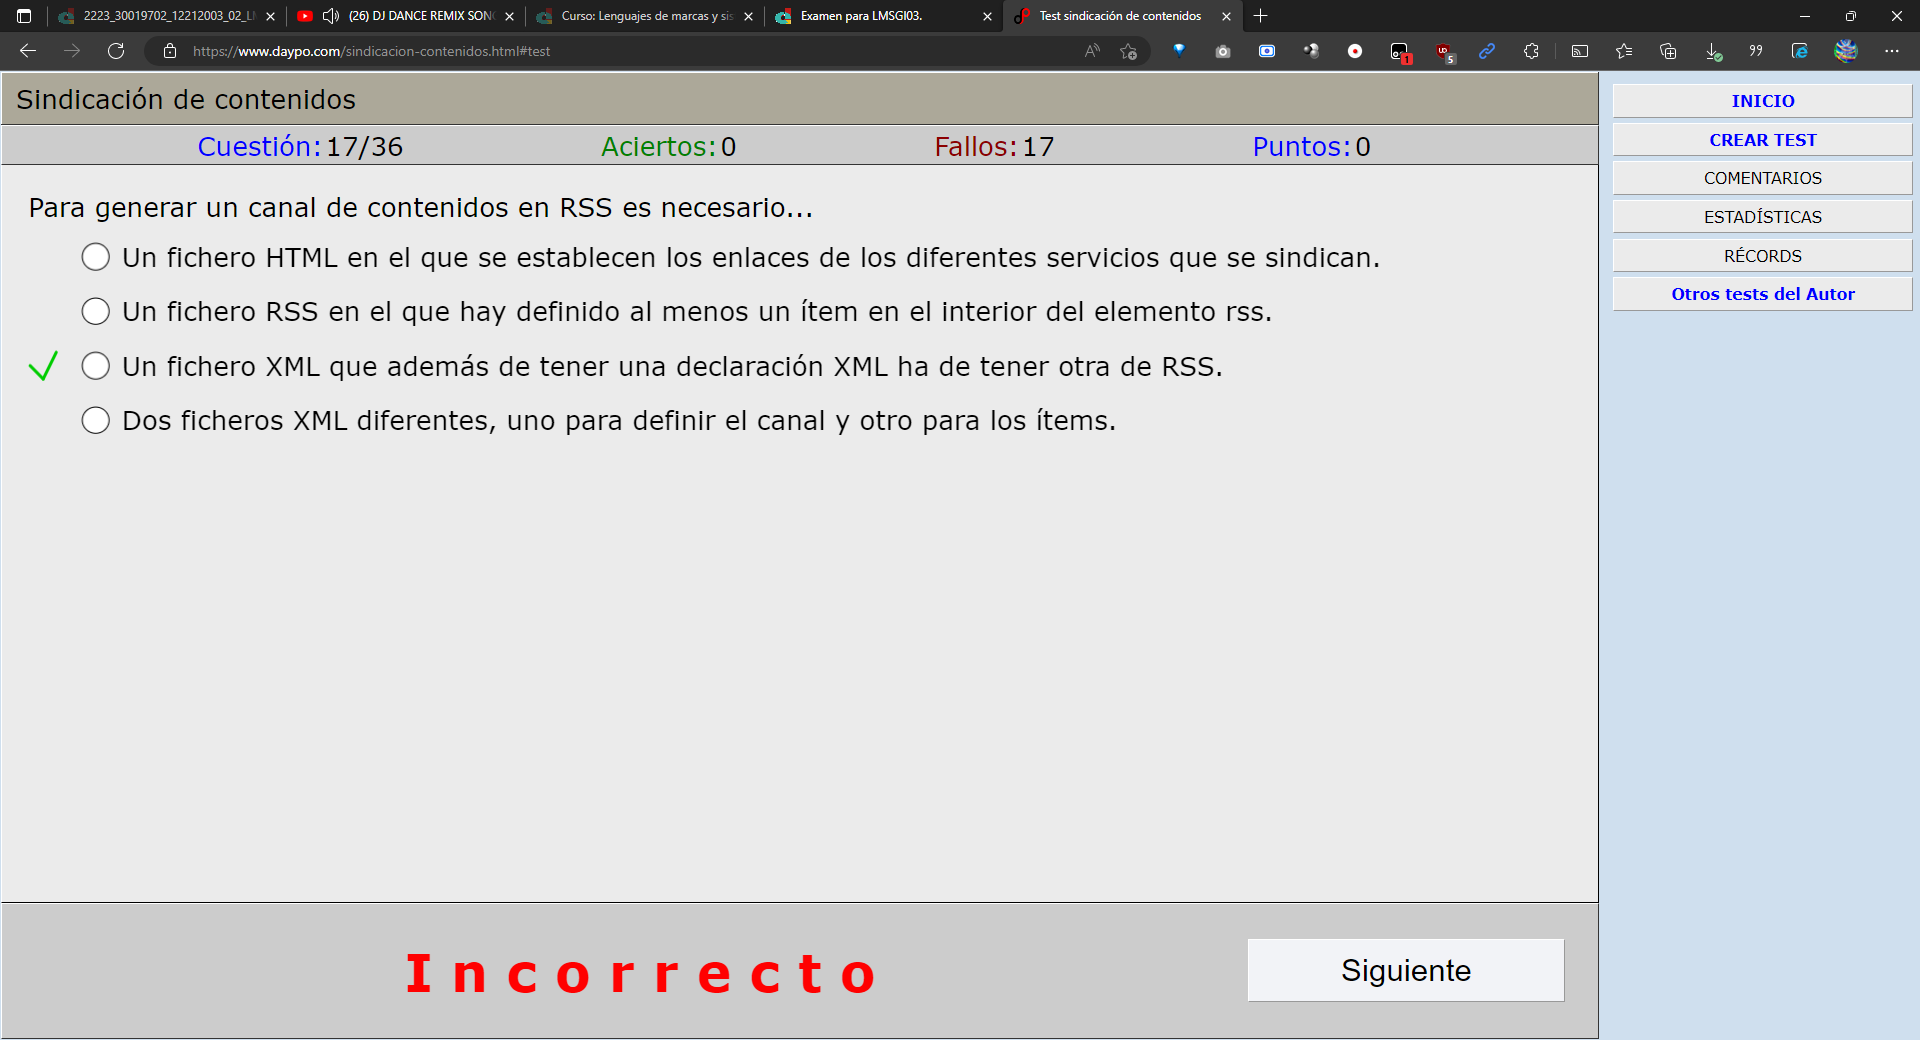 2223_30019702_12212003_02_L
(26) DJ DANCE REMIX SON
Curso: Lenguajes de marcas y sis
Examen para LMSGI03.
Test sindicación de contenidos
https://www.daypo.com/sindicacion-contenidos.html#test
1
5
Sindicación de contenidos
Cuestión: 17/36
Aciertos: 0
Fallos: 17
Puntos: 0
Para generar un canal de contenidos en RSS es necesario...
Un fichero HTML en el que se establecen los enlaces de los diferentes servicios que se sindican.
Un fichero RSS en el que hay definido al menos un ítem en el interior del elemento rss.
Un fichero XML que además de tener una declaración XML ha de tener otra de RSS.
Dos ficheros XML diferentes, uno para definir el canal y otro para los ítems.
Incorrecto
Siguiente
INICIO
CREAR TEST
COMENTARIOS
ESTADÍSTICAS
RÉCORDS
Otros tests del Autor